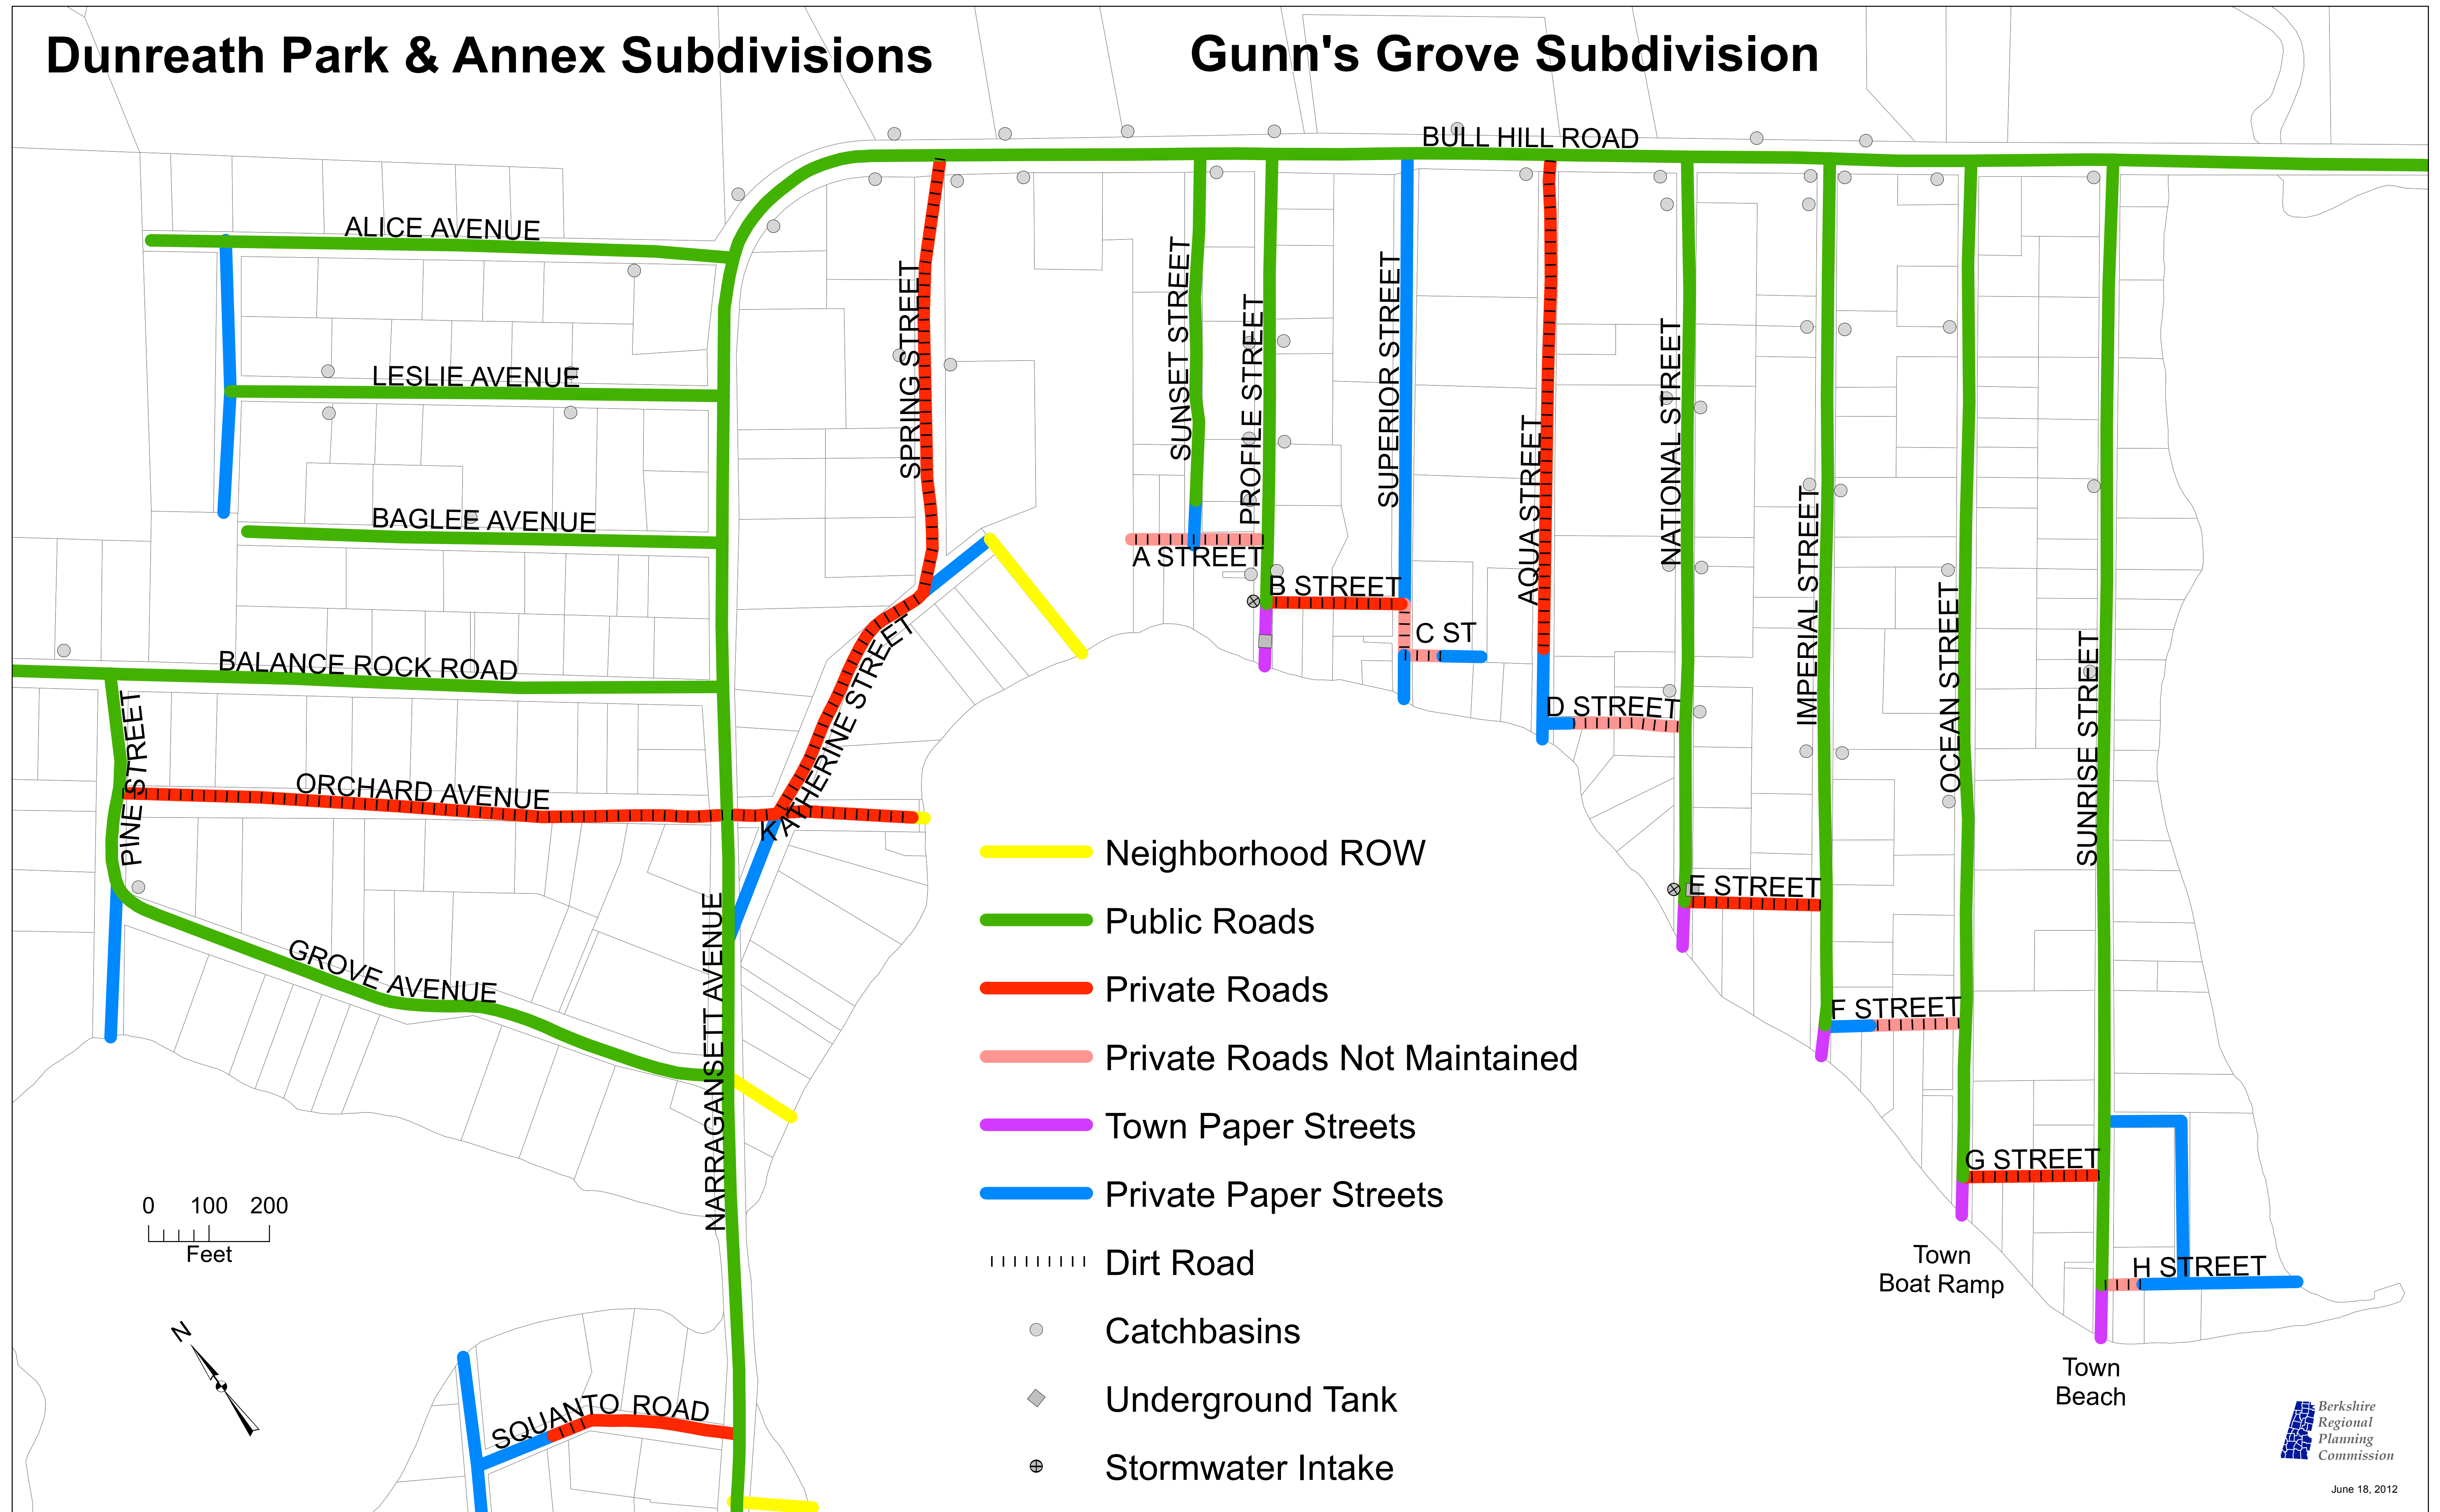 Dunreath Park & Annex Subdivisions
Gunn's Grove Subdivision
BULL HILL ROAD
ALICE AVENUE
LESLIE AVENUE
BAGLEE AVENUE
BALANCE ROCK ROAD
PINE STREET
ORCHARD AVENUE
GROVE AVENUE
NARRAGANSETT AVENUE
SPRING STREET
KATHERINE STREET
SUNSET STREET
PROFILE STREET
SUPERIOR STREET
AQUA STREET
NATIONAL STREET
IMPERIAL STREET
OCEAN STREET
SUNRISE STREET
A STREET
B STREET
C ST
D STREET
E STREET
F STREET
G STREET
H STREET
Town
Boat Ramp
Town
Beach
SQUANTO ROAD
0 100 200
Feet
N
Neighborhood ROW
Public Roads
Private Roads
Private Roads Not Maintained
Town Paper Streets
Private Paper Streets
Dirt Road
Catchbasins
Underground Tank
Stormwater Intake
Berkshire
Regional
Planning
Commission
June 18, 2012